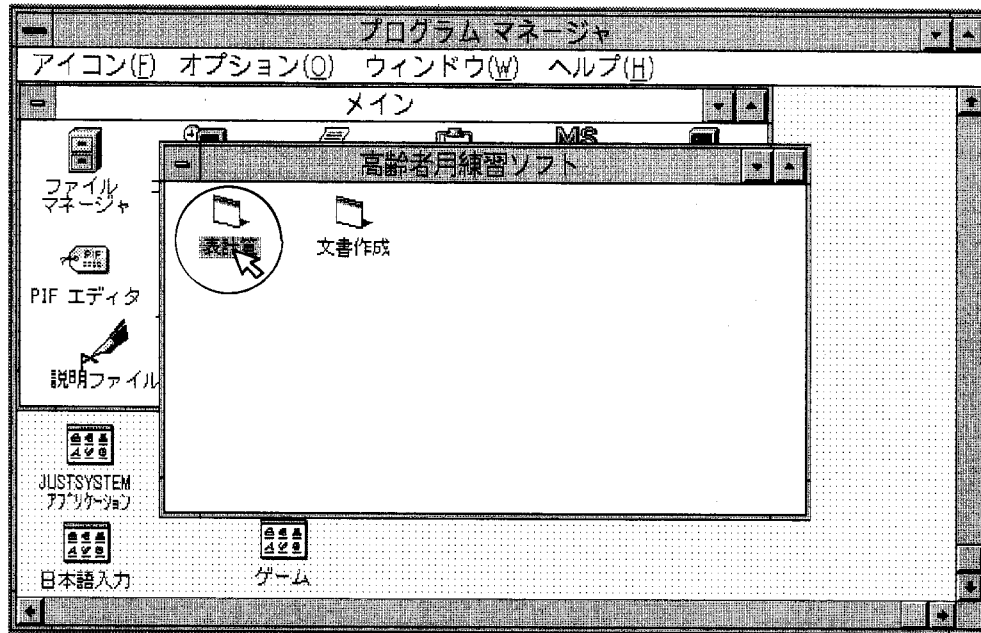 プログラム マネージャ
アイコン(F) オプション(O) ウィンドウ(W) ヘルプ(H)
メイン
MS
高齢者用練習ソフト
ファイル
マネージャ
表計算
文書作成
PIF
PIF エディタ
説明ファイル
JUSTSYSTEM
アプリケーション
日本語入力
ゲーム